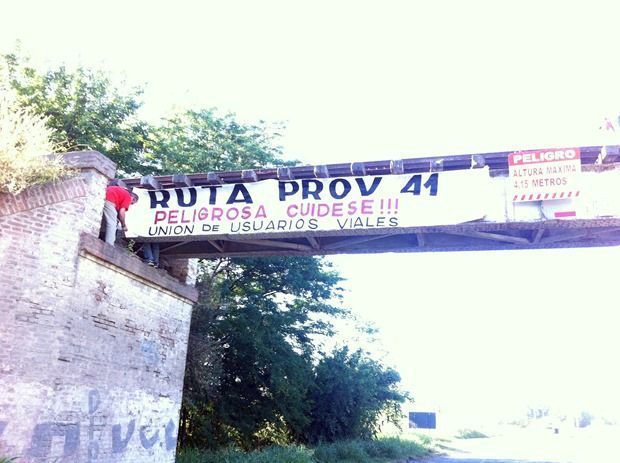 RUTA PROV 41
PELIGROSA CUIDESE!!!
UNION DE USUARIOS VIALES
PELIGRO
ALTURA MAXIMA
4,15 METROS